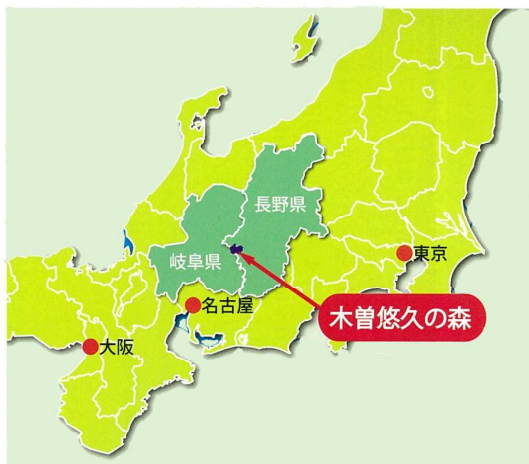 長野県
岐阜県
東京
名古屋
木曽悠久の森
大阪